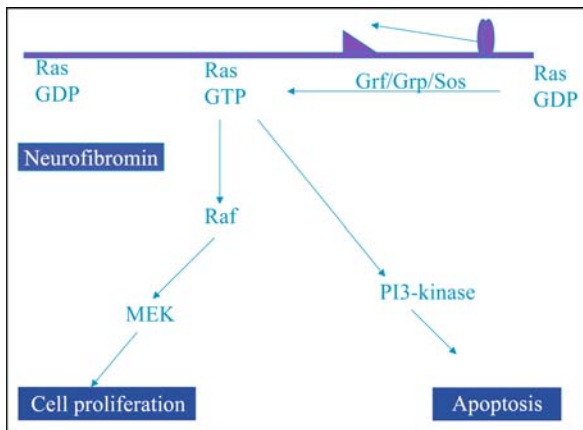 Ras
GDP
Ras
GTP
Grf/Grp/Sos
Ras
GDP
Neurofibromin
Raf
PI3-kinase
MEK
Cell proliferation
Apoptosis